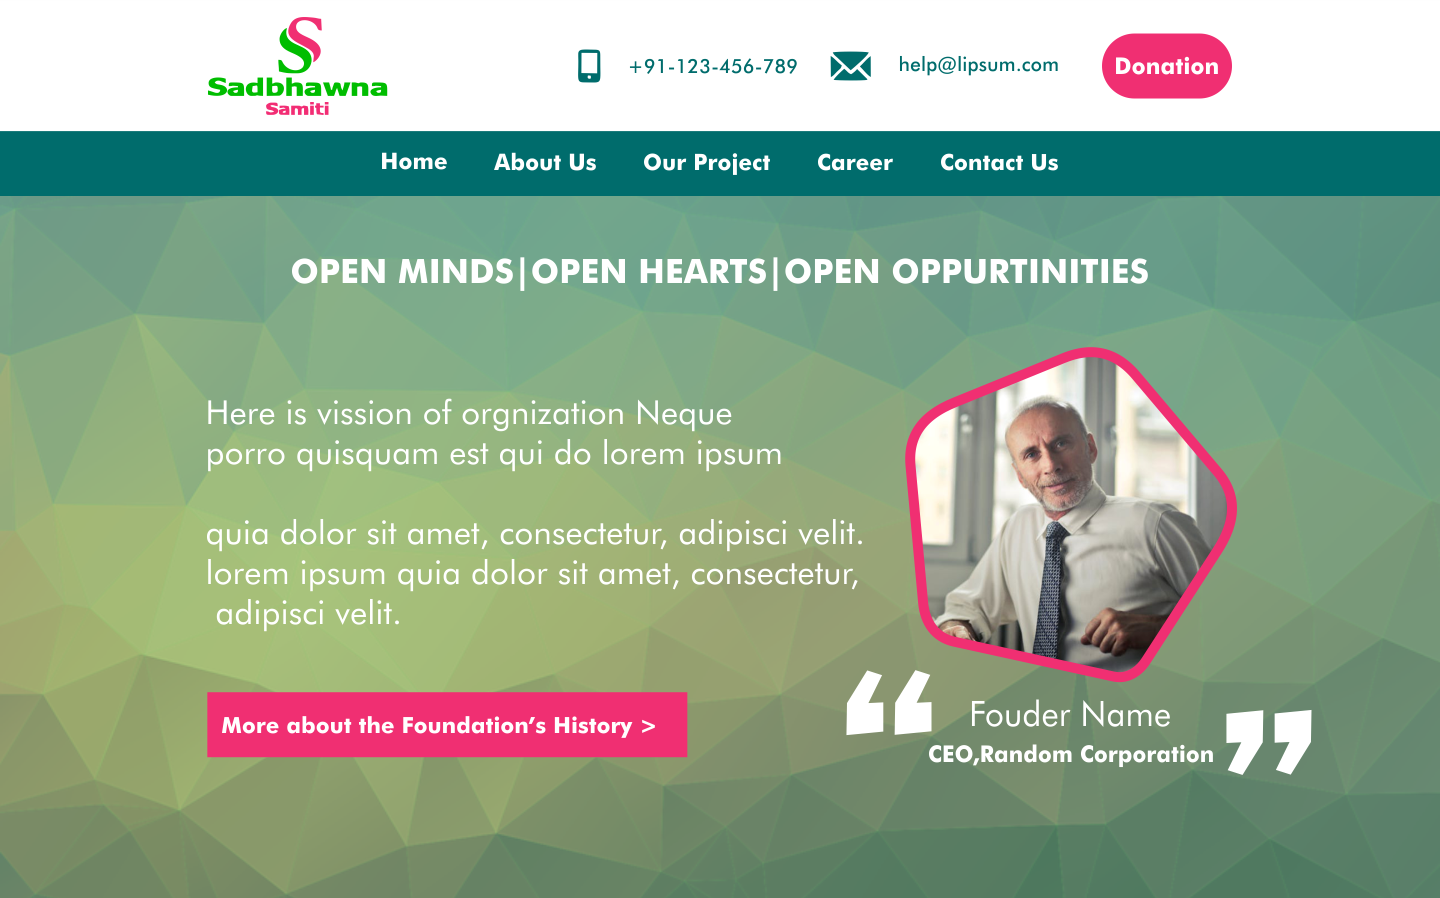 Sadbhawna
Samiti
+91-123-456-789
help@lipsum.com
Donation
Home About Us Our Project Career Contact Us
OPEN MINDS|OPEN HEARTS|OPEN OPPURTINITIES
Here is vission of orgnization Neque
porro quisquam est qui do lorem ipsum
quia dolor sit amet, consectetur, adipisci velit.
lorem ipsum quia dolor sit amet, consectetur,
adipisci velit.
More about the Foundation’s History >
“ Fouder Name
CEO,Random Corporation ”